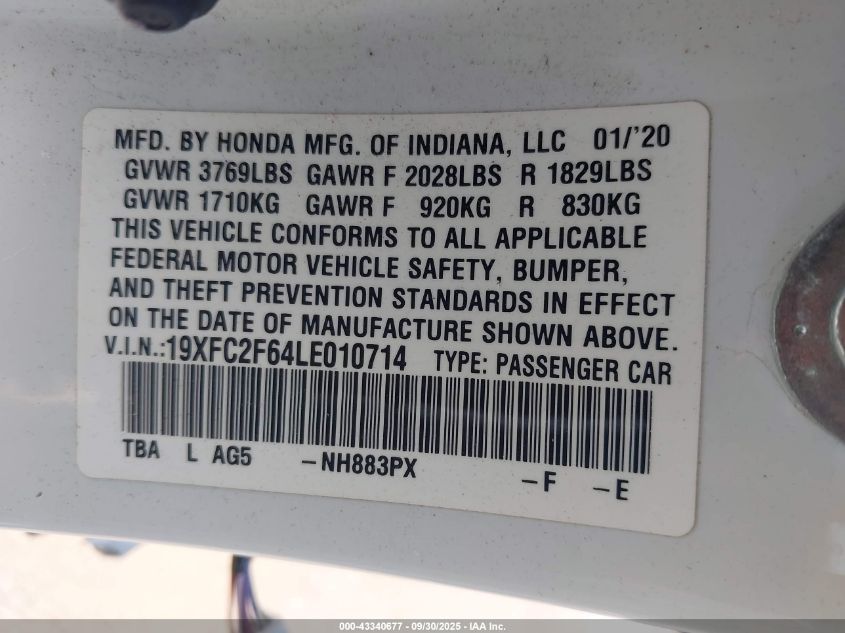 MFD. BY HONDA MFG. OF INDIANA, LLC 01/'20
GVWR 3769LBS GAWR F 2028LBS R 1829LBS
GVWR 1710KG GAWR F 920KG R 830KG
THIS VEHICLE CONFORMS TO ALL APPLICABLE
FEDERAL MOTOR VEHICLE SAFETY, BUMPER,
AND THEFT PREVENTION STANDARDS IN EFFECT
ON THE DATE OF MANUFACTURE SHOWN ABOVE.
V.I.N.:19XFC2F64LE010714 TYPE: PASSENGER CAR
TBA L AG5 -NH883PX -F -E
000-43340677 - 09/30/2025 - IAA Inc.